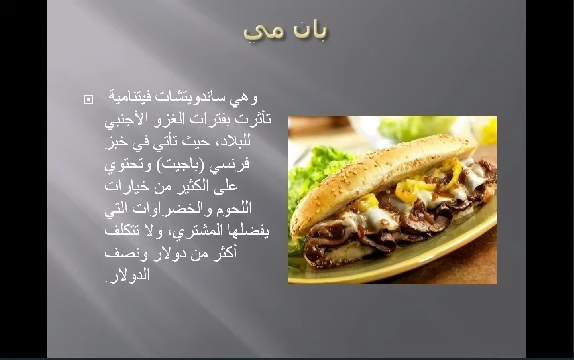 بان مي
وهي ساندويتشات فيتنامية
تأثرت بفترات الغزو الأجنبي
للبلاد، حيث تأتي في خبز
فرنسي (باجيت) وتحتوي
على الكثير من خيارات
اللحوم والخضراوات التي
يفضلها المشتري، ولا تتكلف
أكثر من دولار ونصف
الدولار.